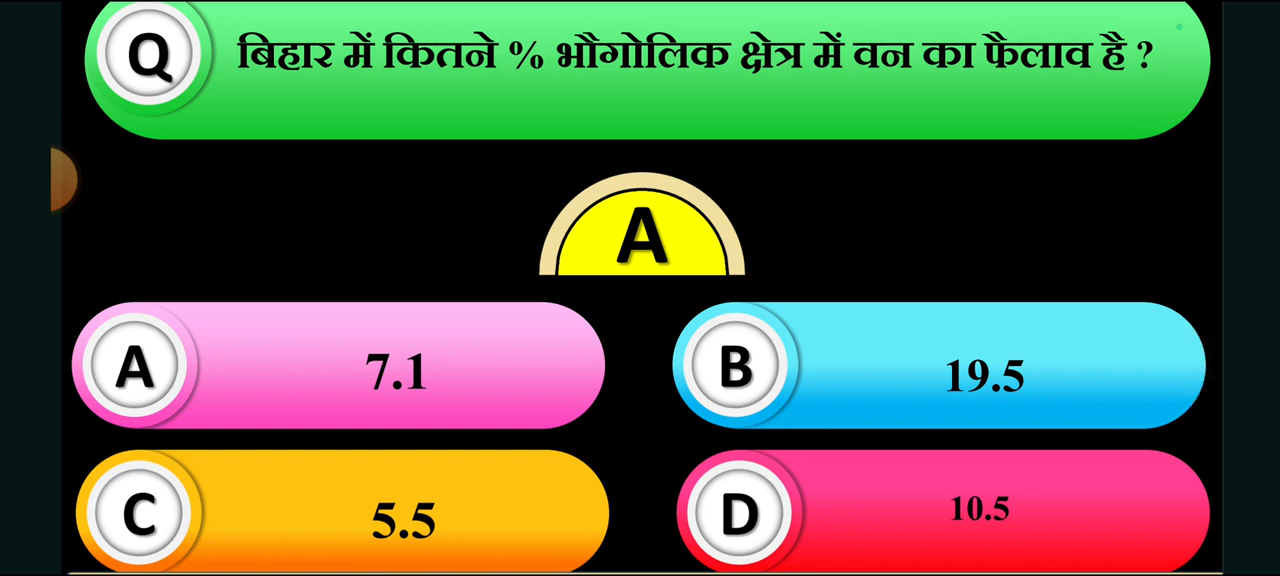 Q बिहार में कितने % भौगोलिक क्षेत्र में वन का फैलाव है ?
A
A 7.1
B 19.5
C 5.5
D 10.5